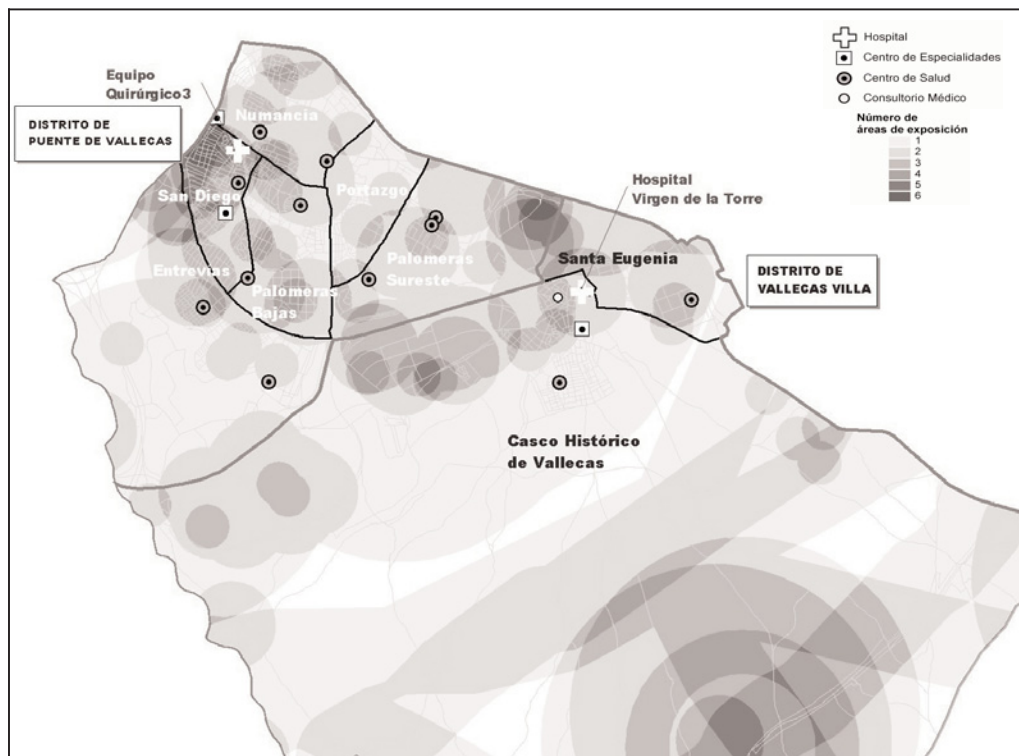 Hospital
Centro de Especialidades
Centro de Salud
Consultorio Médico
Número de
áreas de exposición
1
2
3
4
5
6
Equipo
Quirúrgico3
DISTRITO DE
PUENTE DE VALLECAS
Numancia
San Diego
Portazgo
Entrevías
Palomeras
Bajas
Palomeras
Sureste
Hospital
Virgen de la Torre
Santa Eugenia
DISTRITO DE
VALLECAS VILLA
Casco Histórico
de Vallecas